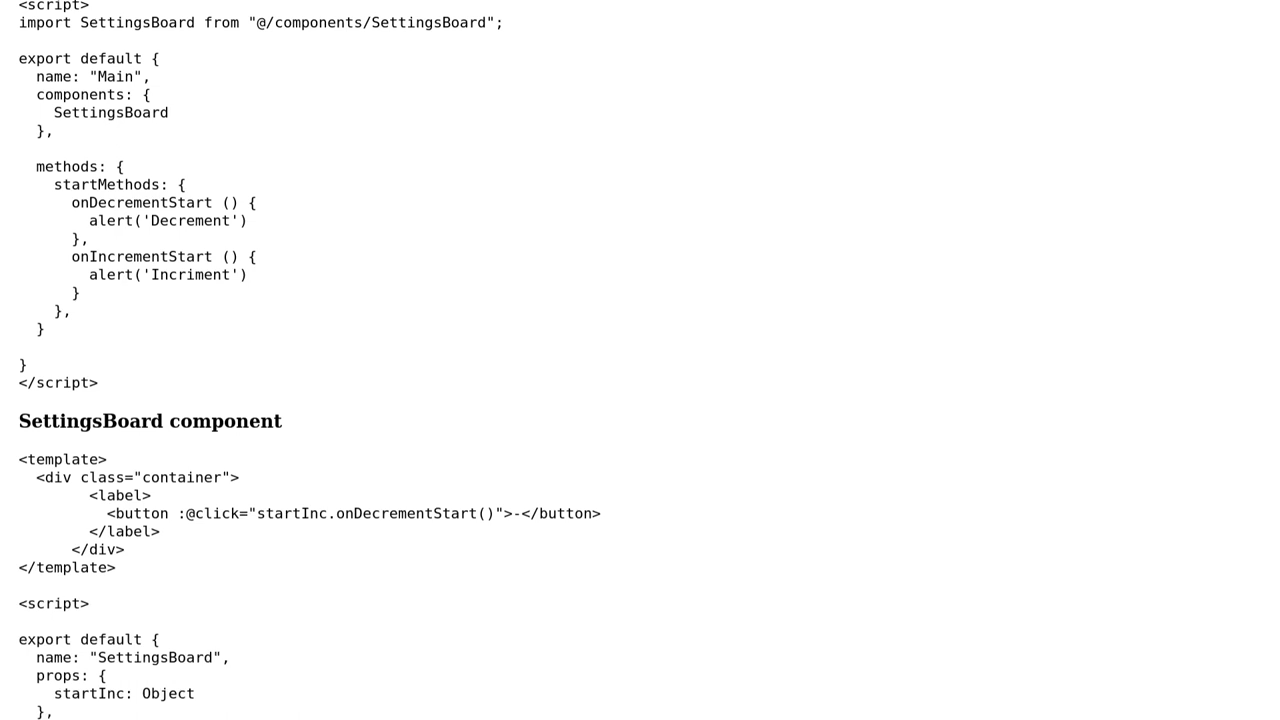 <script>
import SettingsBoard from "@/components/SettingsBoard";

export default {
  name: "Main",
  components: {
    SettingsBoard
  },

  methods: {
    startMethods: {
      onDecrementStart () {
        alert('Decrement')
      },
      onIncrementStart () {
        alert('Incriment')
      }
    },
  }

}
</script>
SettingsBoard component
<template>
  <div class="container">
        <label>
          <button :@click="startInc.onDecrementStart()">-</button>
        </label>
      </div>
</template>

<script>

export default {
  name: "SettingsBoard",
  props: {
    startInc: Object
  },